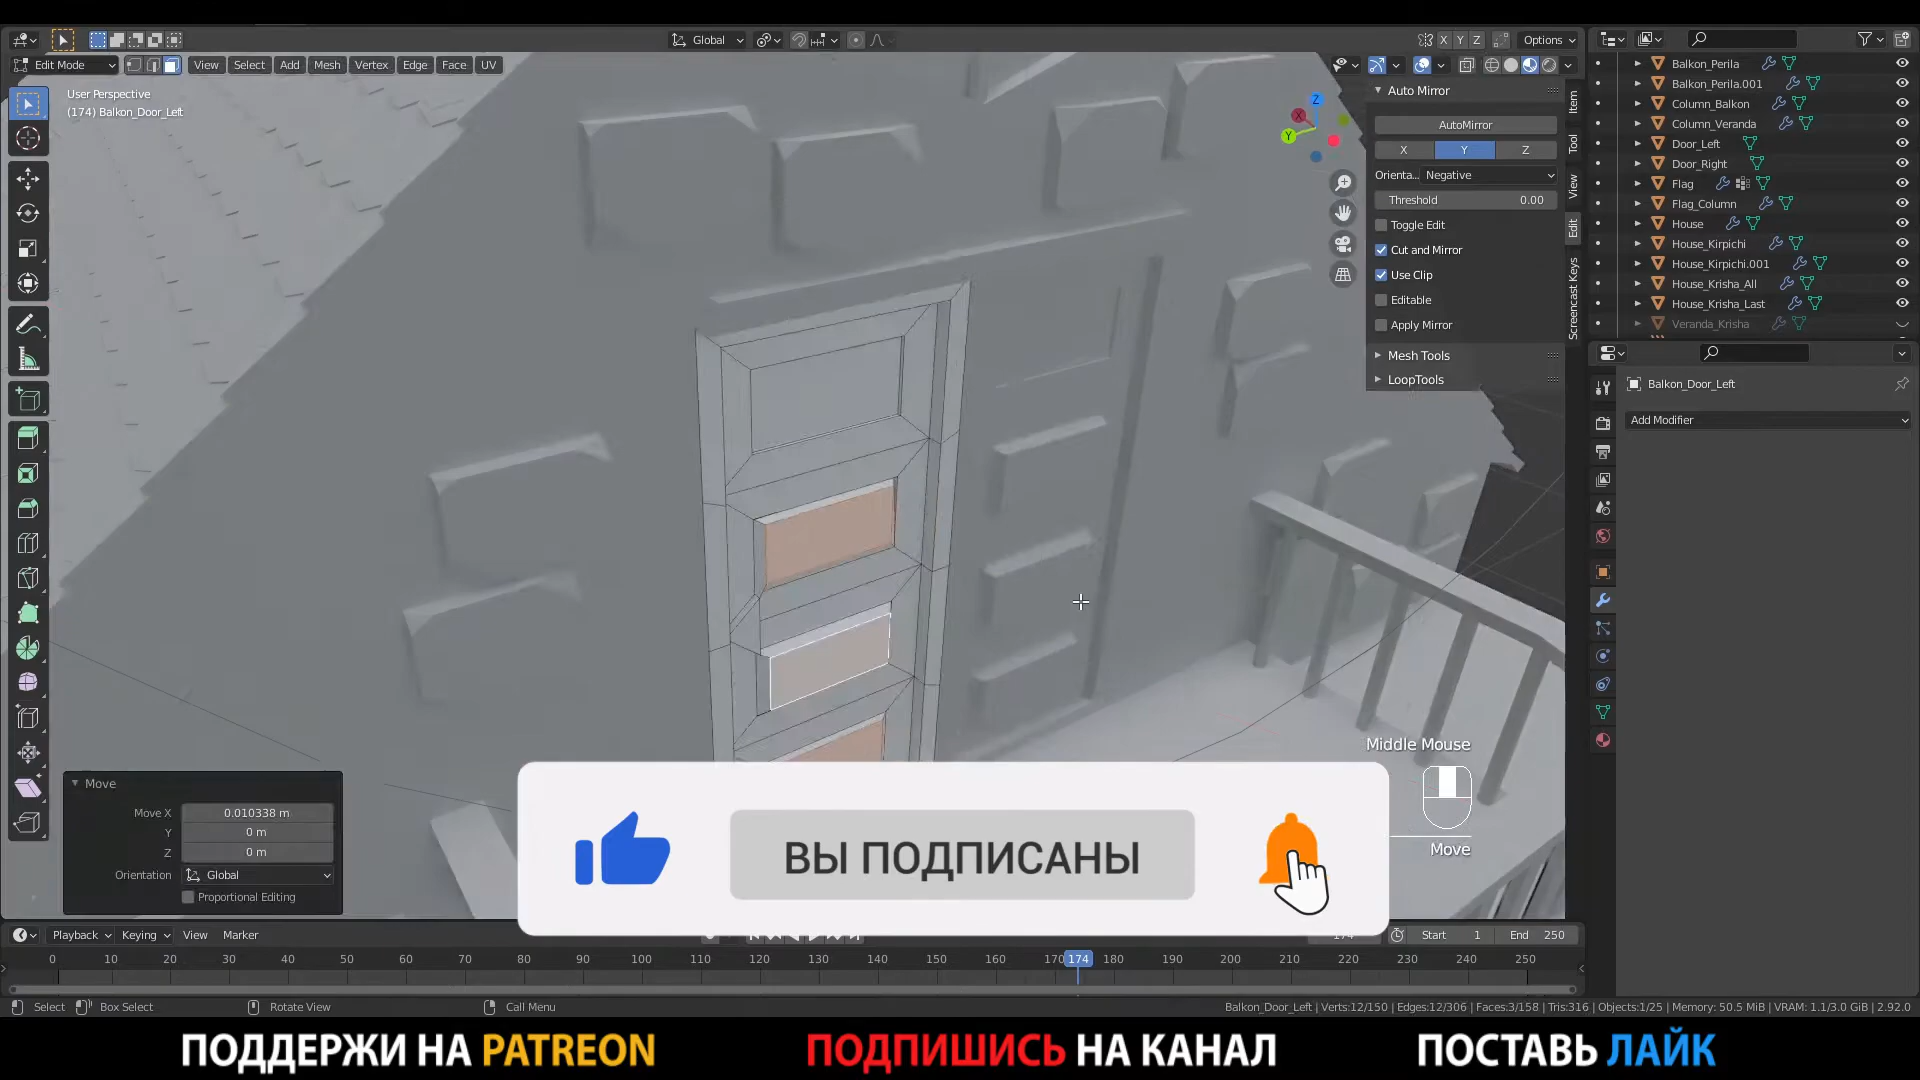 Global
X Y Z
Options
Edit Mode
View Select Add Mesh Vertex Edge Face UV
User Perspective
(174) Balkon_Door_Left
Z
X
Y
Auto Mirror
AutoMirror
X Y Z
Orienta... Negative
Threshold 0.00
Toggle Edit
Cut and Mirror
Use Clip
Editable
Apply Mirror
Mesh Tools
LoopTools
Item
Tool
View
Edit
Screencast Keys
Balkon_Perila
Balkon_Perila.001
Column_Balkon
Column_Veranda
Door_Left
Door_Right
Flag
Flag_Column
House
House_Kirpichi
House_Kirpichi.001
House_Krisha_All
House_Krisha_Last
Veranda_Krisha
Balkon_Door_Left
Add Modifier
Middle Mouse
Move
Move
Move X 0.010338 m
Y 0 m
Z 0 m
Orientation Global
Proportional Editing
ВЫ ПОДПИСАНЫ
Playback Keying View Marker
174 Start 1 End 250
0 10 20 30 40 50 60 70 80 90 100 110 120 130 140 150 160 170 174 180 190 200 210 220 230 240 250
Select Box Select Rotate View Call Menu
Balkon_Door_Left | Verts:12/150 | Edges:12/306 | Faces:3/158 | Tris:316 | Objects:1/25 | Memory: 50.5 MiB | VRAM: 1.1/3.0 GiB | 2.92.0
ПОДДЕРЖИ НА PATREON ПОДПИШИСЬ НА КАНАЛ ПОСТАВЬ ЛАЙК